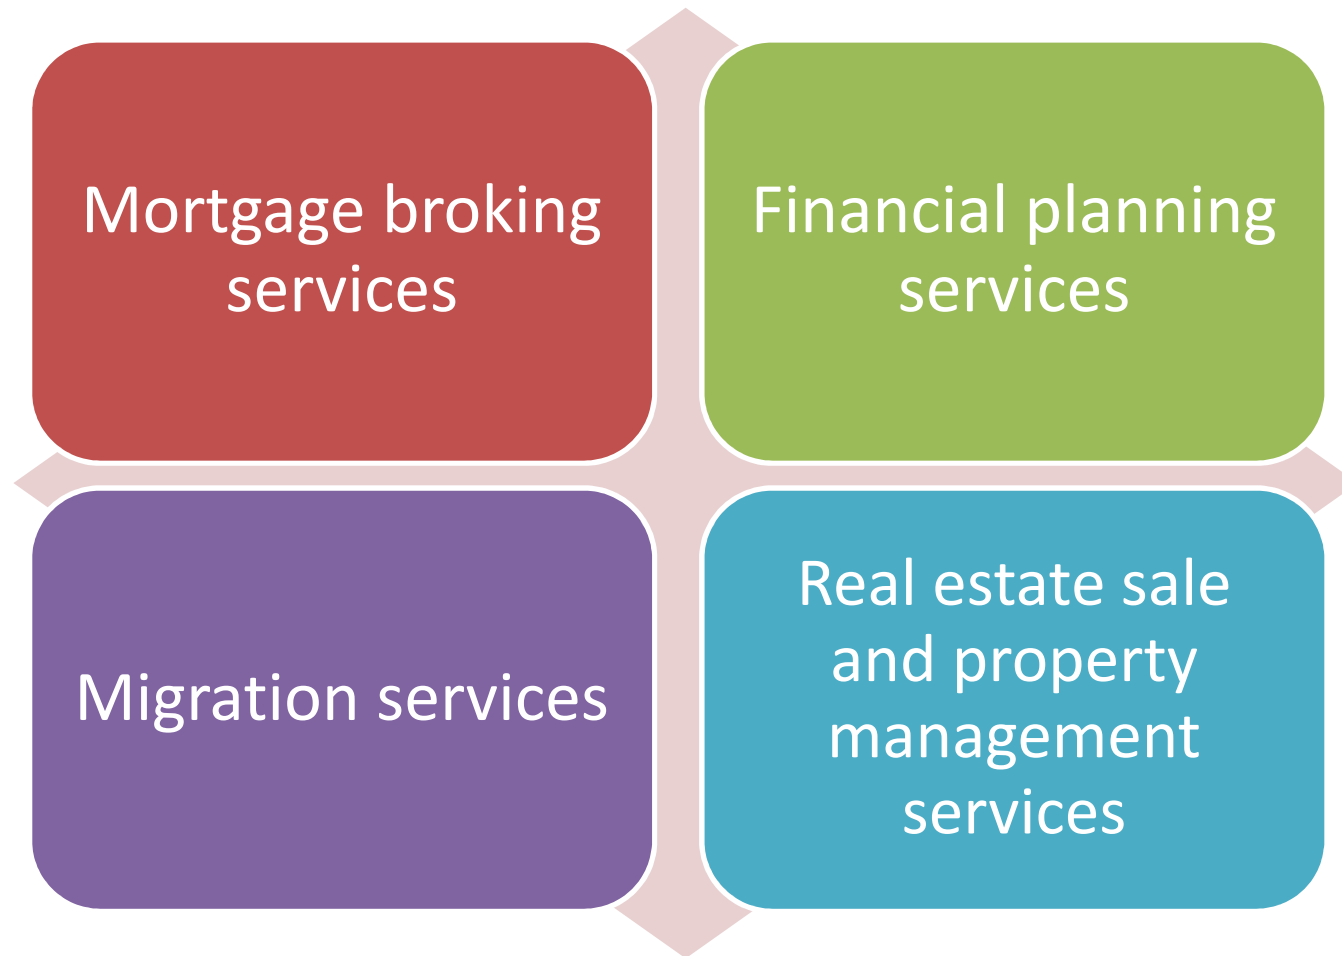 Mortgage broking
services
Financial planning
services
Migration services
Real estate sale
and property
management
services